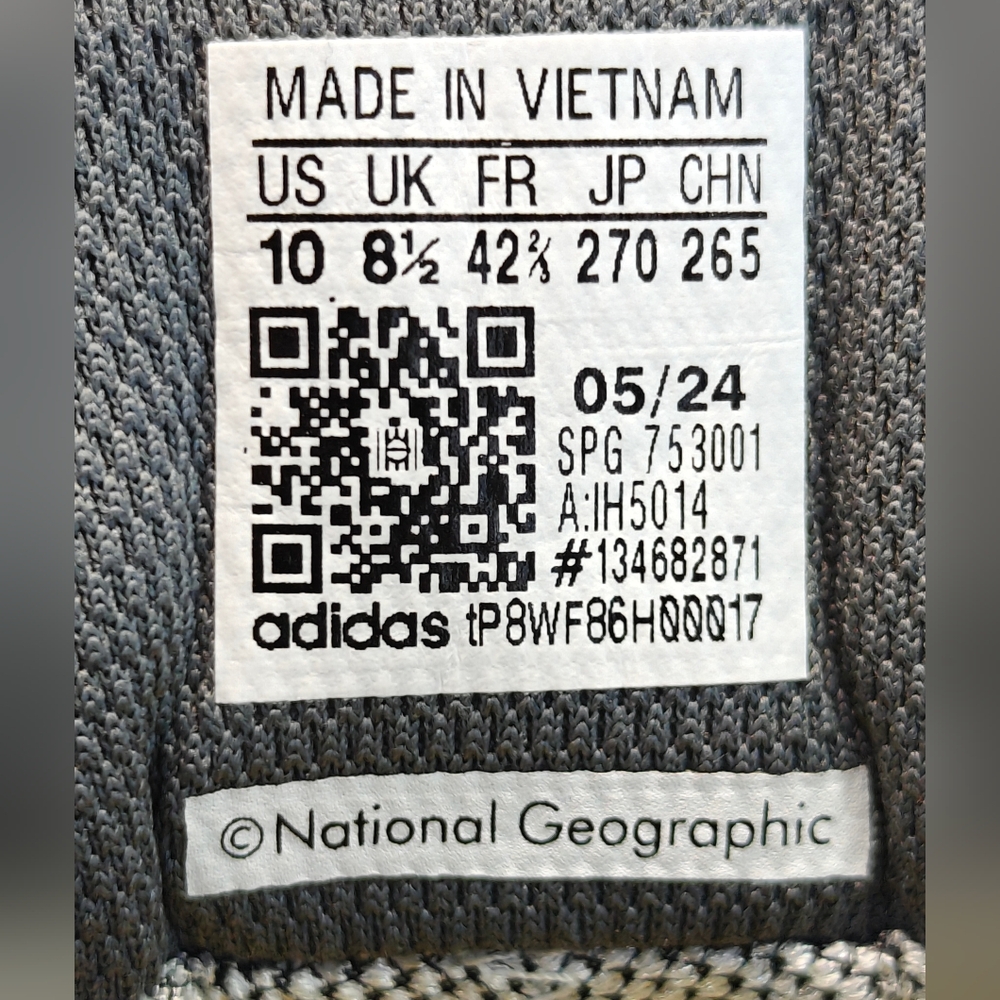 MADE IN VIETNAM
US UK FR JP CHN
10 8½ 42⅔ 270 265
05/24
SPG 753001
A:IH5014
#134682871
adidas tP8WF86H00017
©National Geographic